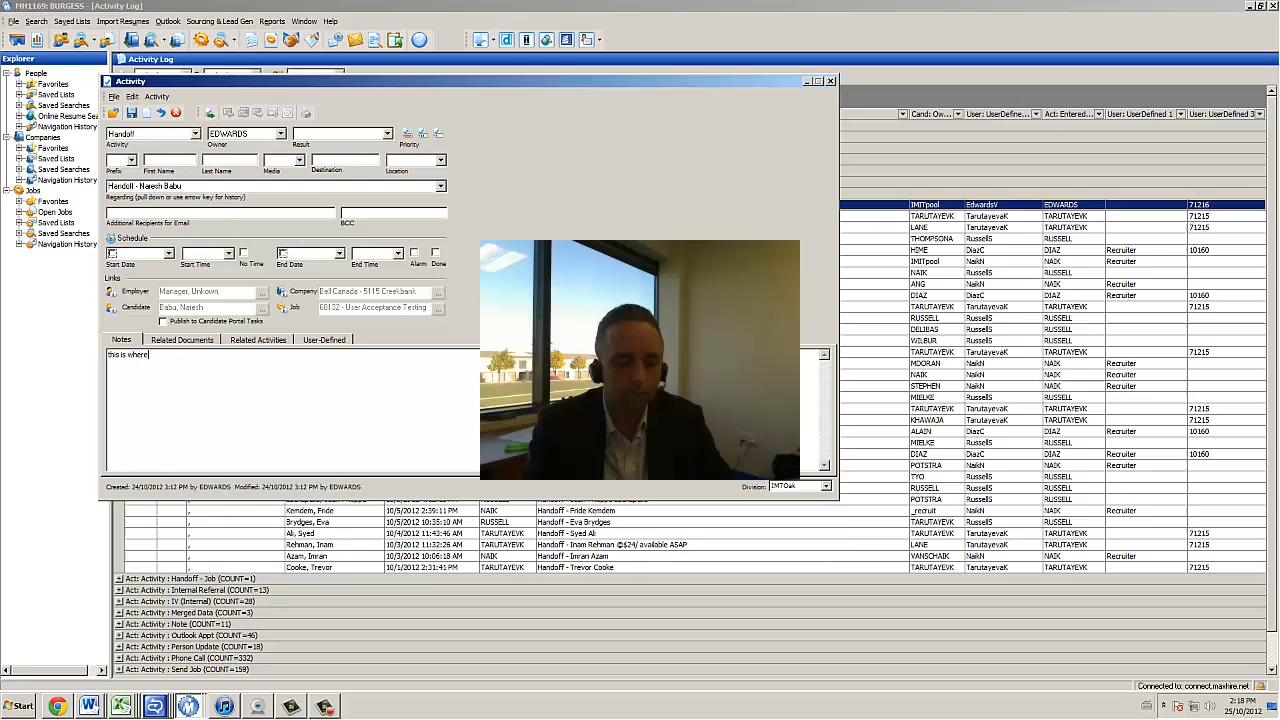 MH1169: BURGESS - [Activity Log]
File Search Saved Lists Import Resumes Outlook Sourcing & Lead Gen Reports Window Help
Explorer
Activity Log
People
Favorites
Saved Lists
Saved Searches
Online Resume Sea
Navigation History
Companies
Favorites
Saved Lists
Saved Searches
Navigation History
Jobs
Favorites
Open Jobs
Saved Lists
Saved Searches
Navigation History
Activity
File Edit Activity
Handoff EDWARDS
Activity Owner Result Priority
Prefix First Name Last Name Media Destination Location
Handoff - Naresh Babu
Regarding (pull down or use arrow key for history)
Additional Recipients for Email BCC
Schedule
Start Date Start Time No Time End Date End Time Alarm Done
Links
Employer Manager, Unkown ... Company Bell Canada - 5115 Creekbank ...
Candidate Babu, Naresh ... Job 68132 - User Acceptance Testing ...
Publish to Candidate Portal Tasks
Notes Related Documents Related Activities User-Defined
this is where
Created: 24/10/2012 3:12 PM by EDWARDS Modified: 24/10/2012 3:12 PM by EDWARDS Division: IMTOak
Cand: Ow... User: UserDefine... Act: Entered... User: UserDefined 1 User: UserDefined 3
IMITpool EdwardsV EDWARDS 71216
TARUTAYEVK TarutayevaK TARUTAYEVK 71215
LANE TarutayevaK TARUTAYEVK 71215
THOMPSONA RussellS RUSSELL
HIME DiazC DIAZ Recruiter 10160
IMITpool NaikN NAIK Recruiter
NAIK RussellS RUSSELL
ANG NaikN NAIK Recruiter
DIAZ DiazC DIAZ Recruiter 10160
TARUTAYEVK TarutayevaK TARUTAYEVK 71215
RUSSELL RussellS RUSSELL
DELIBAS RussellS RUSSELL
WILBUR RussellS RUSSELL
TARUTAYEVK TarutayevaK TARUTAYEVK 71215
MDORAN NaikN NAIK Recruiter
NAIK NaikN NAIK Recruiter
STEPHEN NaikN NAIK Recruiter
MIELKE RussellS RUSSELL
TARUTAYEVK TarutayevaK TARUTAYEVK 71215
KHAWAJA TarutayevaK TARUTAYEVK 71215
ALAIN DiazC DIAZ Recruiter 10160
MIELKE RussellS RUSSELL
DIAZ DiazC DIAZ Recruiter 10160
POTSTRA NaikN NAIK Recruiter
TYO RussellS RUSSELL
RUSSELL RussellS RUSSELL
POTSTRA RussellS RUSSELL
, Kemdem, Fride 10/5/2012 2:39:11 PM NAIK Handoff - Fride Kemdem _recruit NaikN NAIK Recruiter
, Brydges, Eva 10/5/2012 10:35:10 AM RUSSELL Handoff - Eva Brydges TARUTAYEVK RussellS RUSSELL
, Ali, Syed 10/4/2012 11:43:46 AM TARUTAYEVK Handoff - Syed Ali TARUTAYEVK TarutayevaK TARUTAYEVK 71215
, Rehman, Inam 10/3/2012 11:32:26 AM TARUTAYEVK Handoff - Inam Rehman @$24/ available ASAP LANE TarutayevaK TARUTAYEVK 71215
, Azam, Imran 10/3/2012 10:06:18 AM NAIK Handoff - Imran Azam VANSCHAIK NaikN NAIK Recruiter
, Cooke, Trevor 10/1/2012 2:31:41 PM TARUTAYEVK Handoff - Trevor Cooke TARUTAYEVK TarutayevaK TARUTAYEVK 71215
Act: Activity : Handoff - Job (COUNT=1)
Act: Activity : Internal Referral (COUNT=13)
Act: Activity : IV (Internal) (COUNT=28)
Act: Activity : Merged Data (COUNT=3)
Act: Activity : Note (COUNT=11)
Act: Activity : Outlook Appt (COUNT=46)
Act: Activity : Person Update (COUNT=18)
Act: Activity : Phone Call (COUNT=332)
Act: Activity : Send Job (COUNT=159)
Connected to: connect.maxhire.net
Start
2:18 PM
25/10/2012